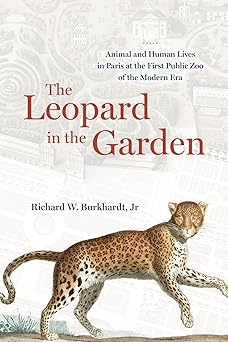 Animal and Human Lives
in Paris at the First Public Zoo
of the Modern Era
The
Leopard
in the
Garden
Richard W. Burkhardt, Jr